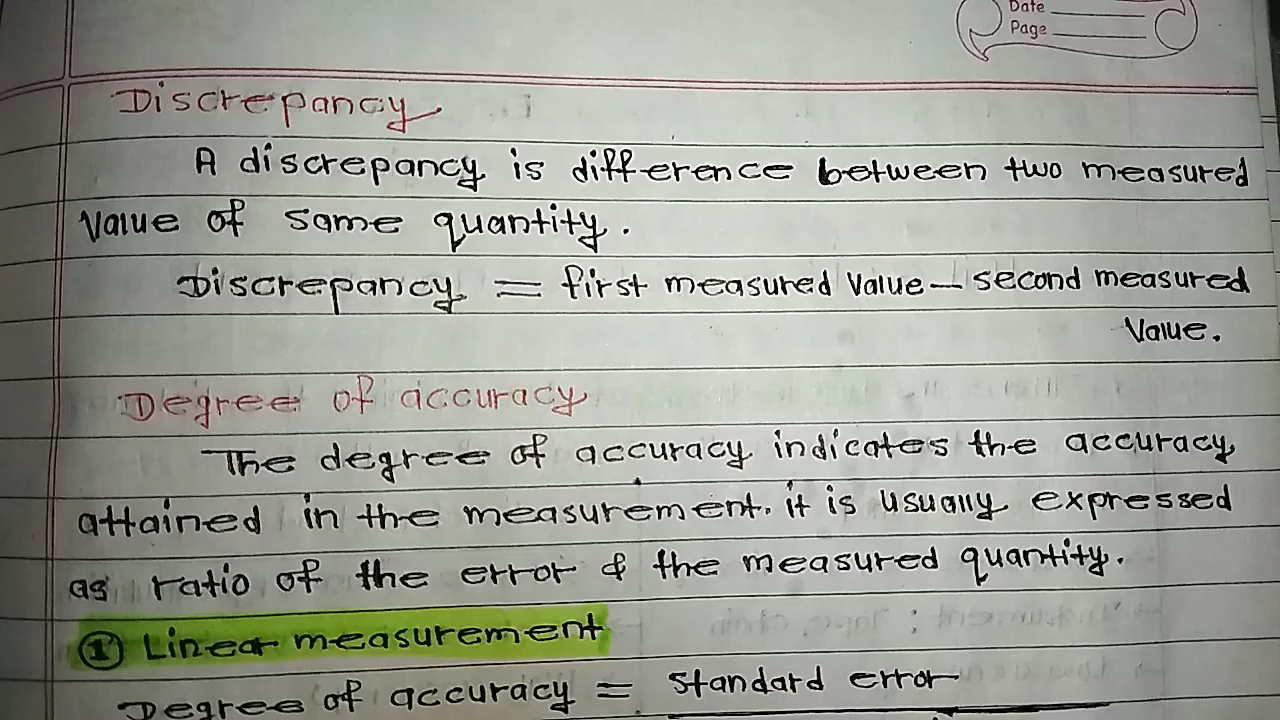 Date
Page
Discrepancy
A discrepancy is difference between two measured
Value of same quantity.
Discrepancy = first measured Value - second measured
Value.
Degree of accuracy
The degree of accuracy indicates the accuracy
attained in the measurement. it is usually expressed
as ratio of the error & the measured quantity.
① Linear measurement
Degree of accuracy = standard error